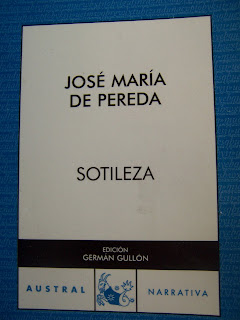 JOSÉ MARÍA
DE PEREDA
SOTILEZA
EDICIÓN
GERMÁN GULLÓN
AUSTRAL NARRATIVA